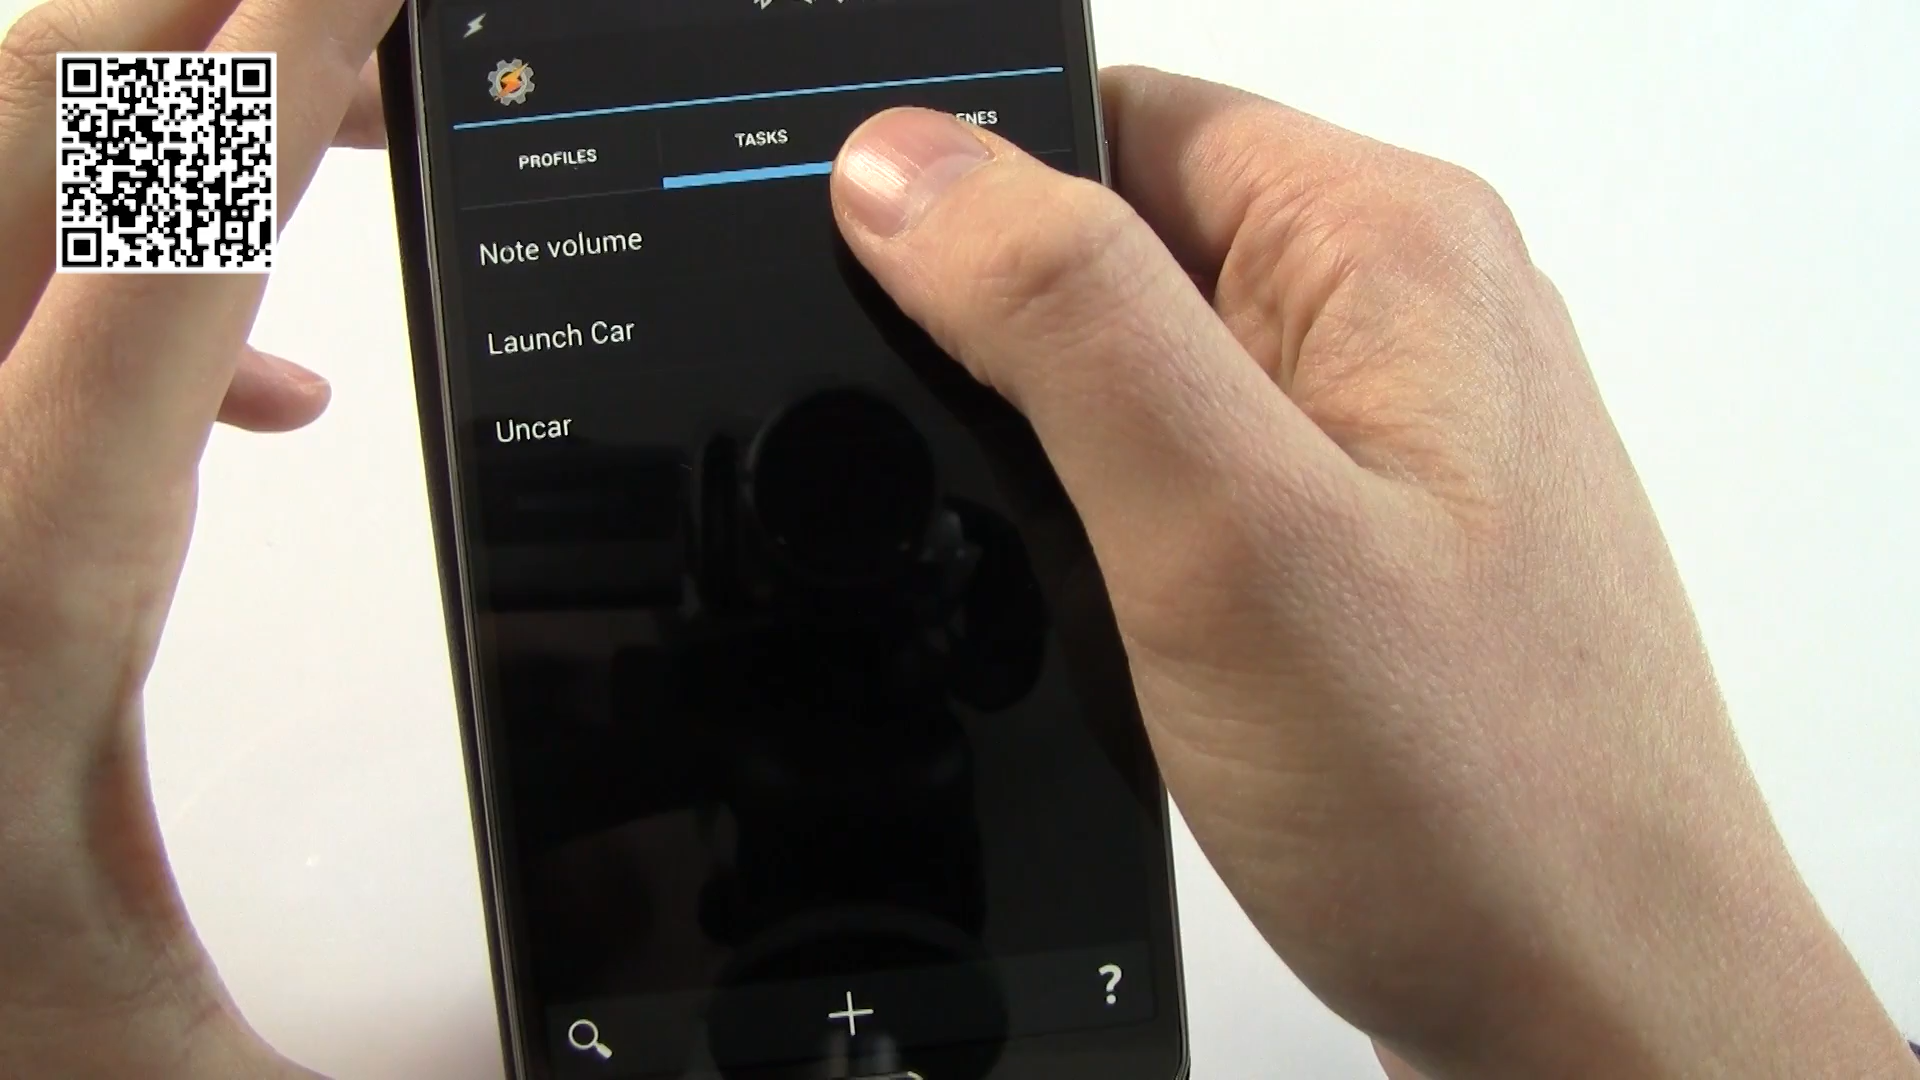 PROFILES
TASKS
Note volume
Launch Car
Uncar
+
?